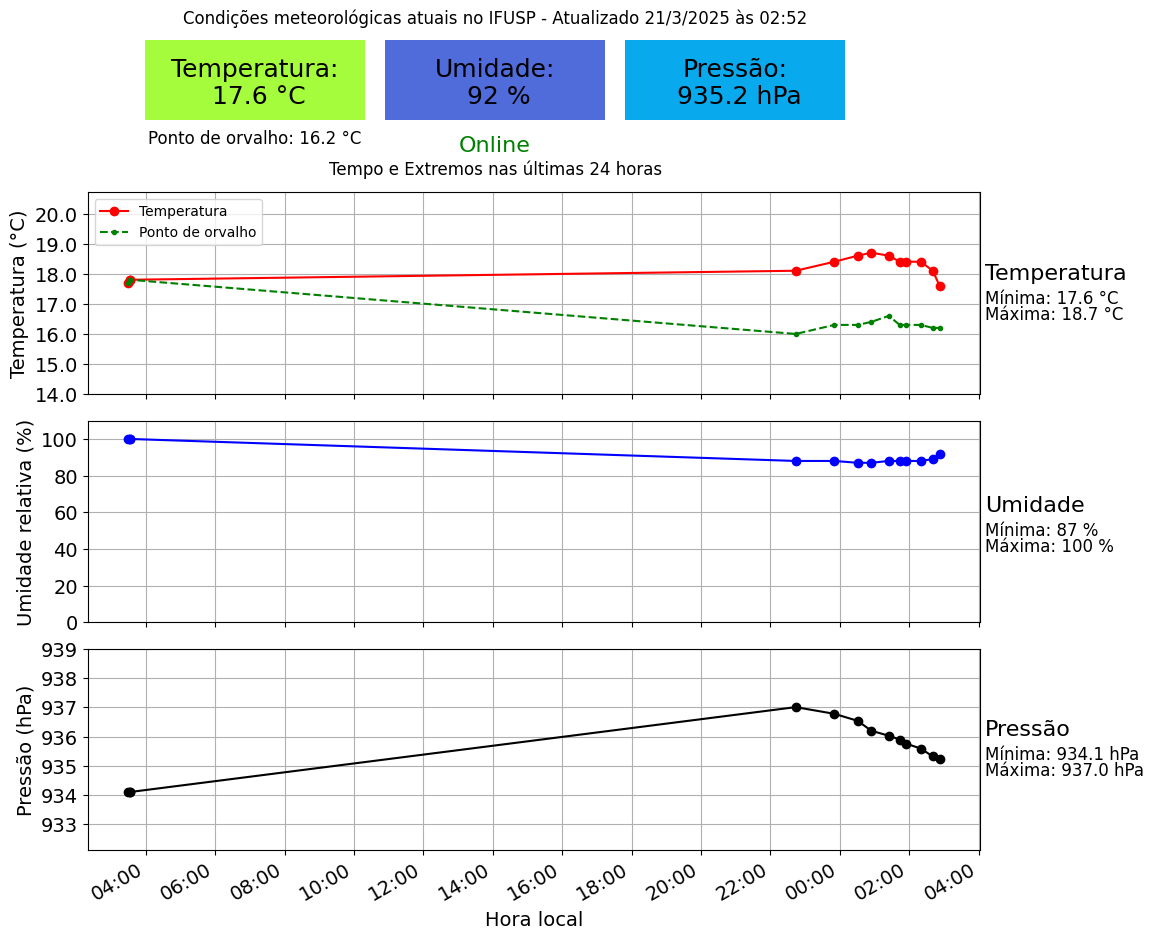 Condições meteorológicas atuais no IFUSP - Atualizado 21/3/2025 às 02:52
Temperatura:
17.6 °C
Umidade:
92 %
Pressão:
935.2 hPa
Ponto de orvalho: 16.2 °C
Online
Tempo e Extremos nas últimas 24 horas
Temperatura (°C)
20.0
19.0
18.0
17.0
16.0
15.0
14.0
Temperatura
Ponto de orvalho
Temperatura
Mínima: 17.6 °C
Máxima: 18.7 °C
Umidade relativa (%)
100
80
60
40
20
0
Umidade
Mínima: 87 %
Máxima: 100 %
Pressão (hPa)
939
938
937
936
935
934
933
Pressão
Mínima: 934.1 hPa
Máxima: 937.0 hPa
04:00 06:00 08:00 10:00 12:00 14:00 16:00 18:00 20:00 22:00 00:00 02:00 04:00
Hora local